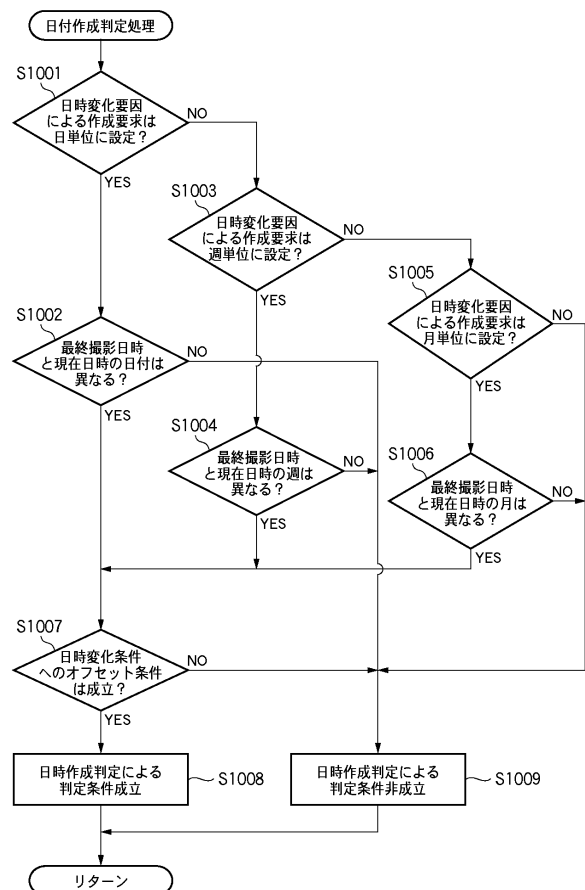 日付作成判定処理
S1001
日時変化要因
による作成要求は
日単位に設定？
NO
YES
S1003
日時変化要因
による作成要求は
週単位に設定？
NO
YES
S1005
日時変化要因
による作成要求は
月単位に設定？
NO
YES
S1002
最終撮影日時
と現在日時の日付は
異なる？
NO
YES
S1004
最終撮影日時
と現在日時の週は
異なる？
NO
YES
S1006
最終撮影日時
と現在日時の月は
異なる？
NO
YES
S1007
日時変化条件
へのオフセット条件
は成立？
NO
YES
日時作成判定による
判定条件成立
S1008
日時作成判定による
判定条件非成立
S1009
リターン